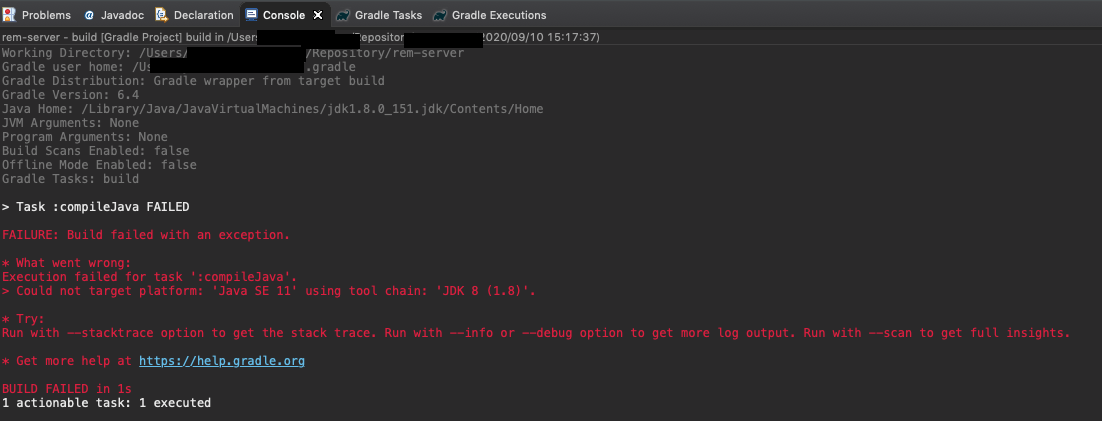 Problems Javadoc Declaration Console Gradle Tasks Gradle Executions
rem-server - build [Gradle Project] build in /Users /Repositor 2020/09/10 15:17:37)
Working Directory: /Users/ /Repository/rem-server
Gradle user home: /Us .gradle
Gradle Distribution: Gradle wrapper from target build
Gradle Version: 6.4
Java Home: /Library/Java/JavaVirtualMachines/jdk1.8.0_151.jdk/Contents/Home
JVM Arguments: None
Program Arguments: None
Build Scans Enabled: false
Offline Mode Enabled: false
Gradle Tasks: build
> Task :compileJava FAILED
FAILURE: Build failed with an exception.
* What went wrong:
Execution failed for task ':compileJava'.
> Could not target platform: 'Java SE 11' using tool chain: 'JDK 8 (1.8)'.
* Try:
Run with --stacktrace option to get the stack trace. Run with --info or --debug option to get more log output. Run with --scan to get full insights.
* Get more help at https://help.gradle.org
BUILD FAILED in 1s
1 actionable task: 1 executed